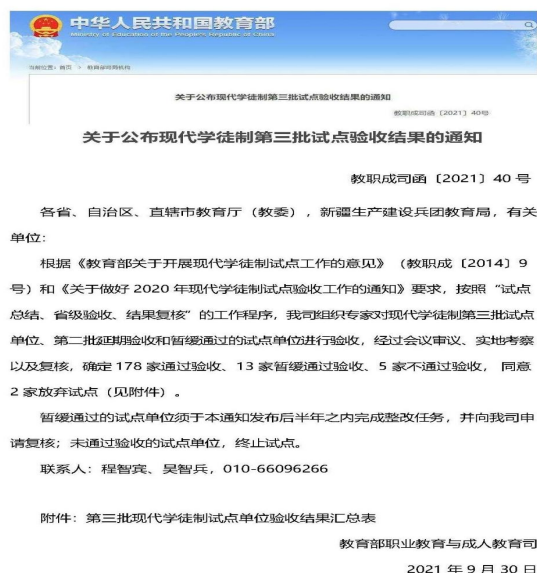 中华人民共和国教育部
Ministry of Education of the People's Republic of China
当前位置：首页 > 教育部司局机构
关于公布现代学徒制第三批试点验收结果的通知
教职成司函〔2021〕40号
关于公布现代学徒制第三批试点验收结果的通知
教职成司函〔2021〕40 号
各省、自治区、直辖市教育厅（教委），新疆生产建设兵团教育局，有关
单位：
根据《教育部关于开展现代学徒制试点工作的意见》（教职成〔2014〕9
号）和《关于做好 2020 年现代学徒制试点验收工作的通知》要求，按照“试点
总结、省级验收、结果复核”的工作程序，我司组织专家对现代学徒制第三批试点
单位、第二批延期验收和暂缓通过的试点单位进行验收，经过会议审议、实地考察
以及复核，确定 178 家通过验收、13 家暂缓通过验收、5 家不通过验收， 同意
2 家放弃试点（见附件）。
暂缓通过的试点单位须于本通知发布后半年之内完成整改任务，并向我司申
请复核；未通过验收的试点单位，终止试点。
联系人：程智宾、吴智兵，010-66096266
附件：第三批现代学徒制试点单位验收结果汇总表
教育部职业教育与成人教育司
2021 年 9 月 30 日